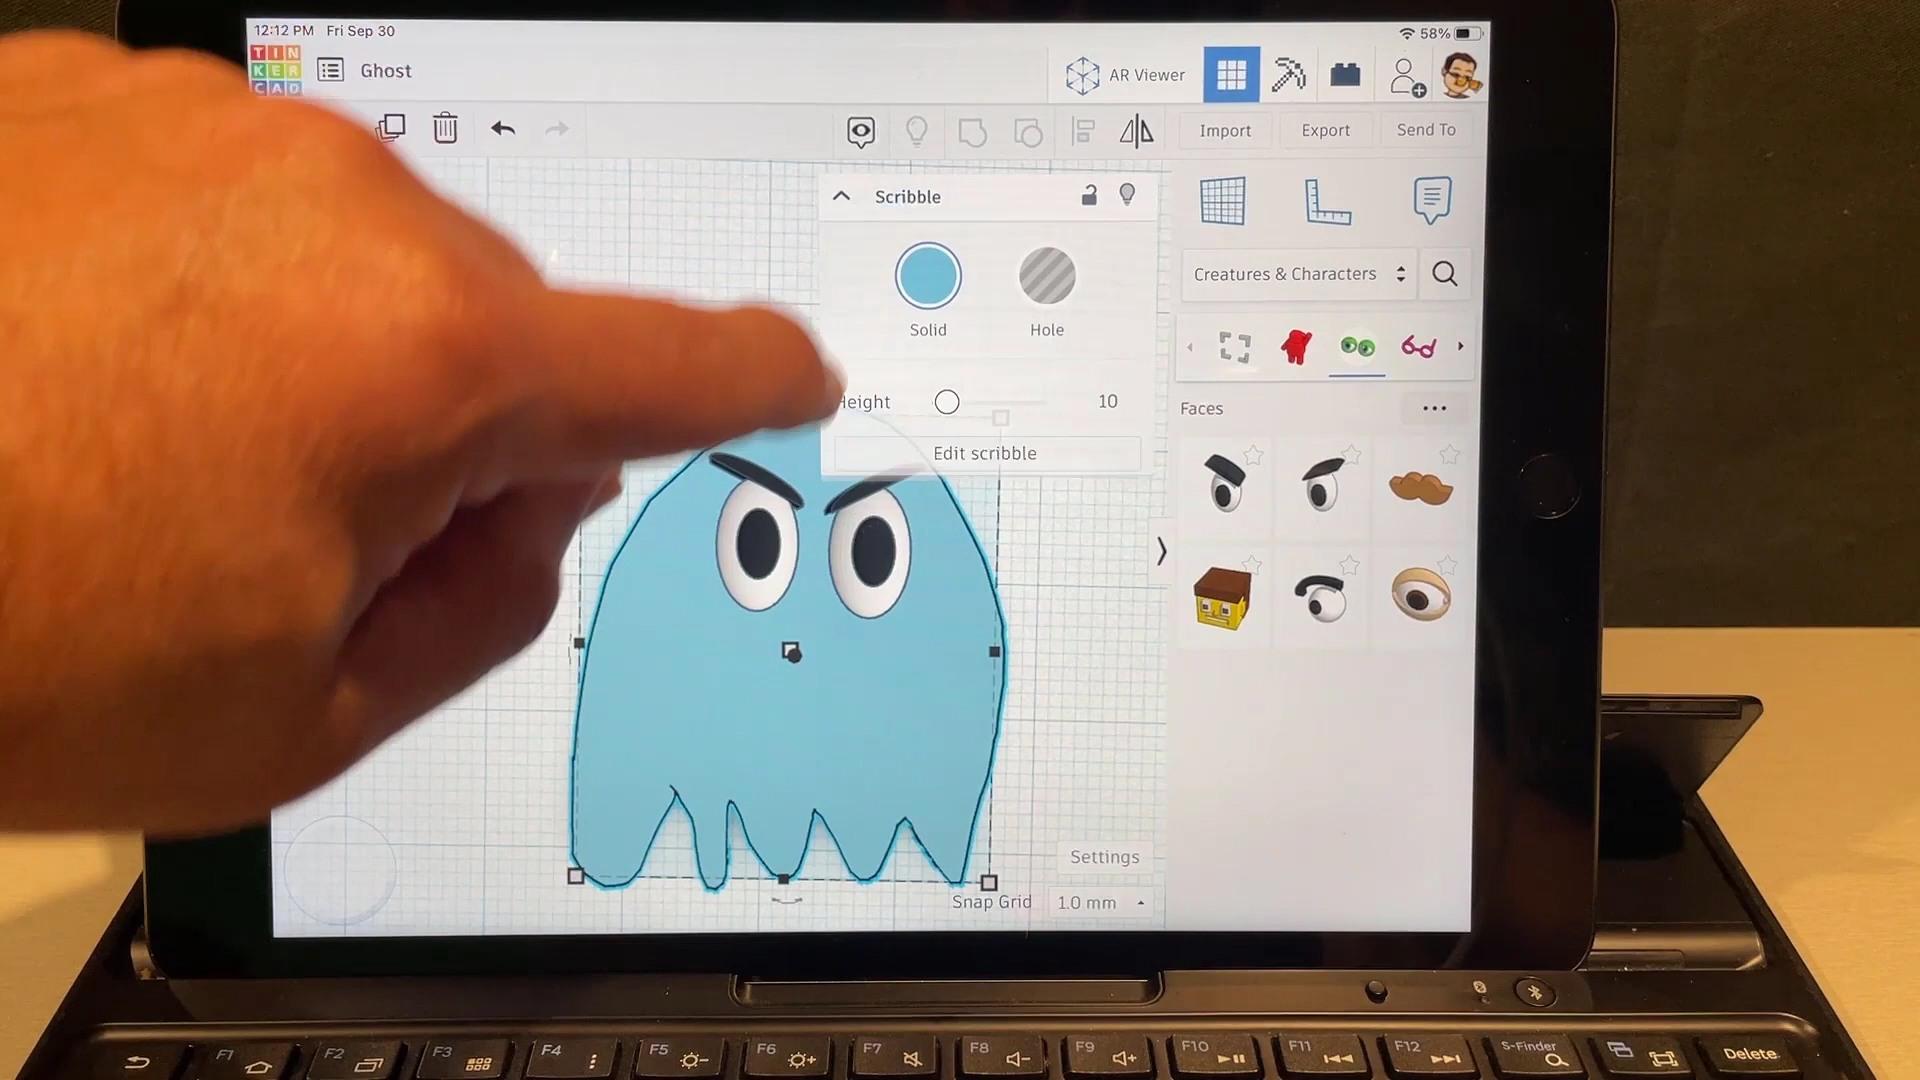 12:12 PM Fri Sep 30
58%
TIN
KER
CAD
Ghost
AR Viewer
Import
Export
Send To
Scribble
Solid
Hole
Height
10
Edit scribble
Creatures & Characters
Faces
Settings
Snap Grid
1.0 mm
F1
F2
F3
F4
F5
F6
F7
F8
F9
F10
F11
F12
S-Finder
Delete